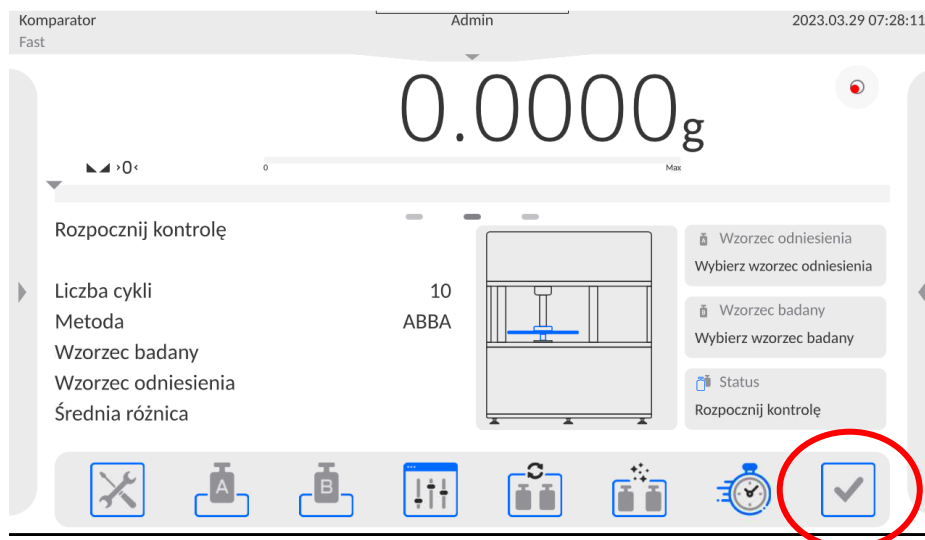 Komparator
Admin
2023.03.29 07:28:11
Fast
0.0000g
>0<
0
Max
Rozpocznij kontrolę
Liczba cykli 10
Metoda ABBA
Wzorzec badany
Wzorzec odniesienia
Średnia różnica
A Wzorzec odniesienia
Wybierz wzorzec odniesienia
B Wzorzec badany
Wybierz wzorzec badany
Status
Rozpocznij kontrolę
A
B